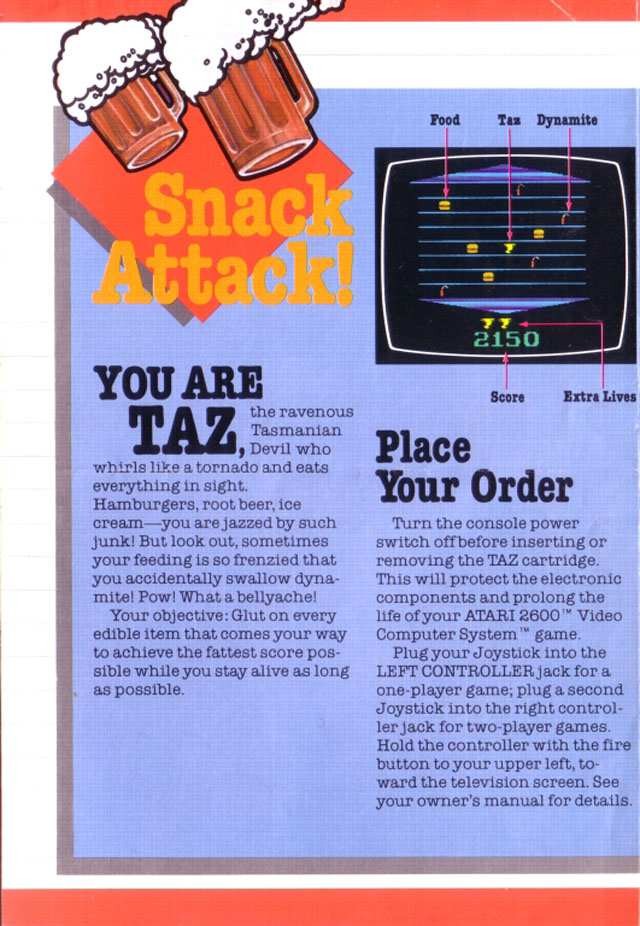 Snack
Attack!
YOU ARE
TAZ, the ravenous
Tasmanian
Devil who
whirls like a tornado and eats
everything in sight.
Hamburgers, root beer, ice
cream—you are jazzed by such
junk! But look out, sometimes
your feeding is so frenzied that
you accidentally swallow dyna-
mite! Pow! What a bellyache!
Your objective: Glut on every
edible item that comes your way
to achieve the fattest score pos-
sible while you stay alive as long
as possible.
Food Taz Dynamite
2150
Score Extra Lives
Place
Your Order
Turn the console power
switch off before inserting or
removing the TAZ cartridge.
This will protect the electronic
components and prolong the
life of your ATARI 2600™ Video
Computer System™ game.
Plug your Joystick into the
LEFT CONTROLLER jack for a
one-player game; plug a second
Joystick into the right control-
ler jack for two-player games.
Hold the controller with the fire
button to your upper left, to-
ward the television screen. See
your owner's manual for details.